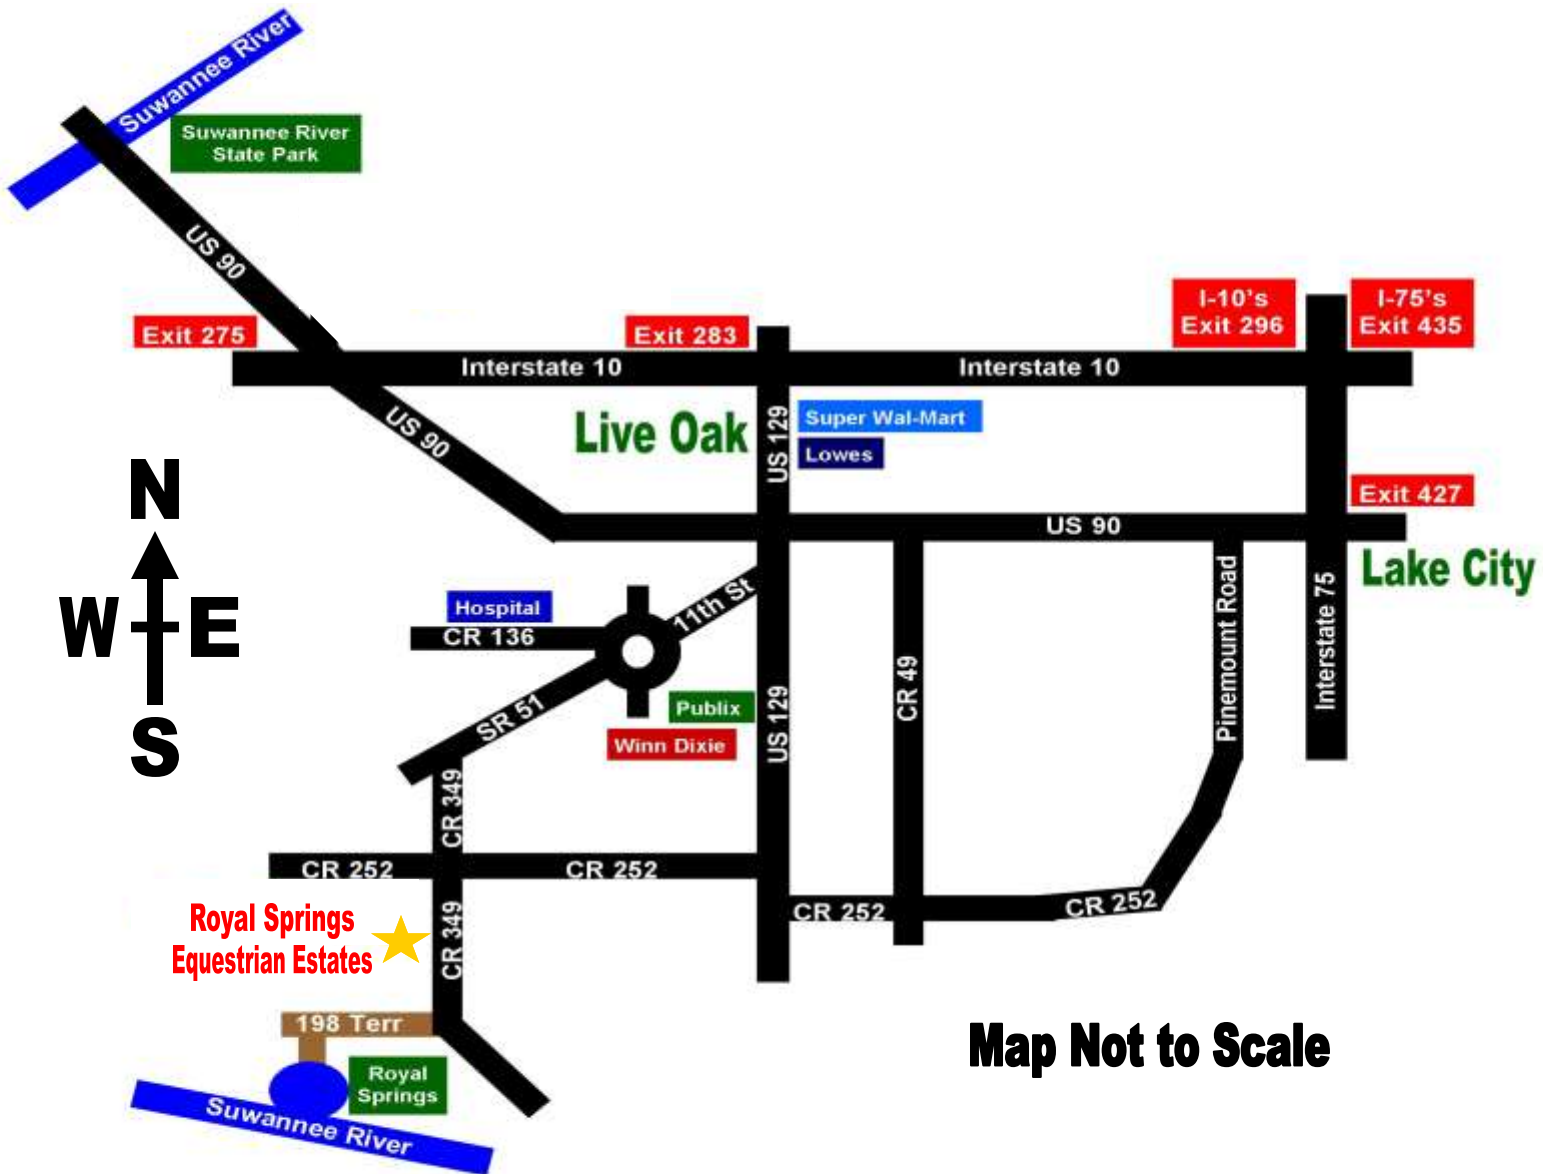 Suwannee River
Suwannee River
State Park
US 90
I-10's
Exit 296
I-75's
Exit 435
Exit 275
Exit 283
Interstate 10
Interstate 10
US 90
Live Oak
US 129
Super Wal-Mart
Lowes
N
W
E
S
Exit 427
US 90
Lake City
11th St
Hospital
CR 136
SR 51
Publix
Winn Dixie
US 129
CR 49
Pinemount Road
Interstate 75
CR 349
CR 252
CR 252
CR 252
CR 252
Royal Springs
Equestrian Estates
CR 349
198 Terr
Map Not to Scale
Royal
Springs
Suwannee River